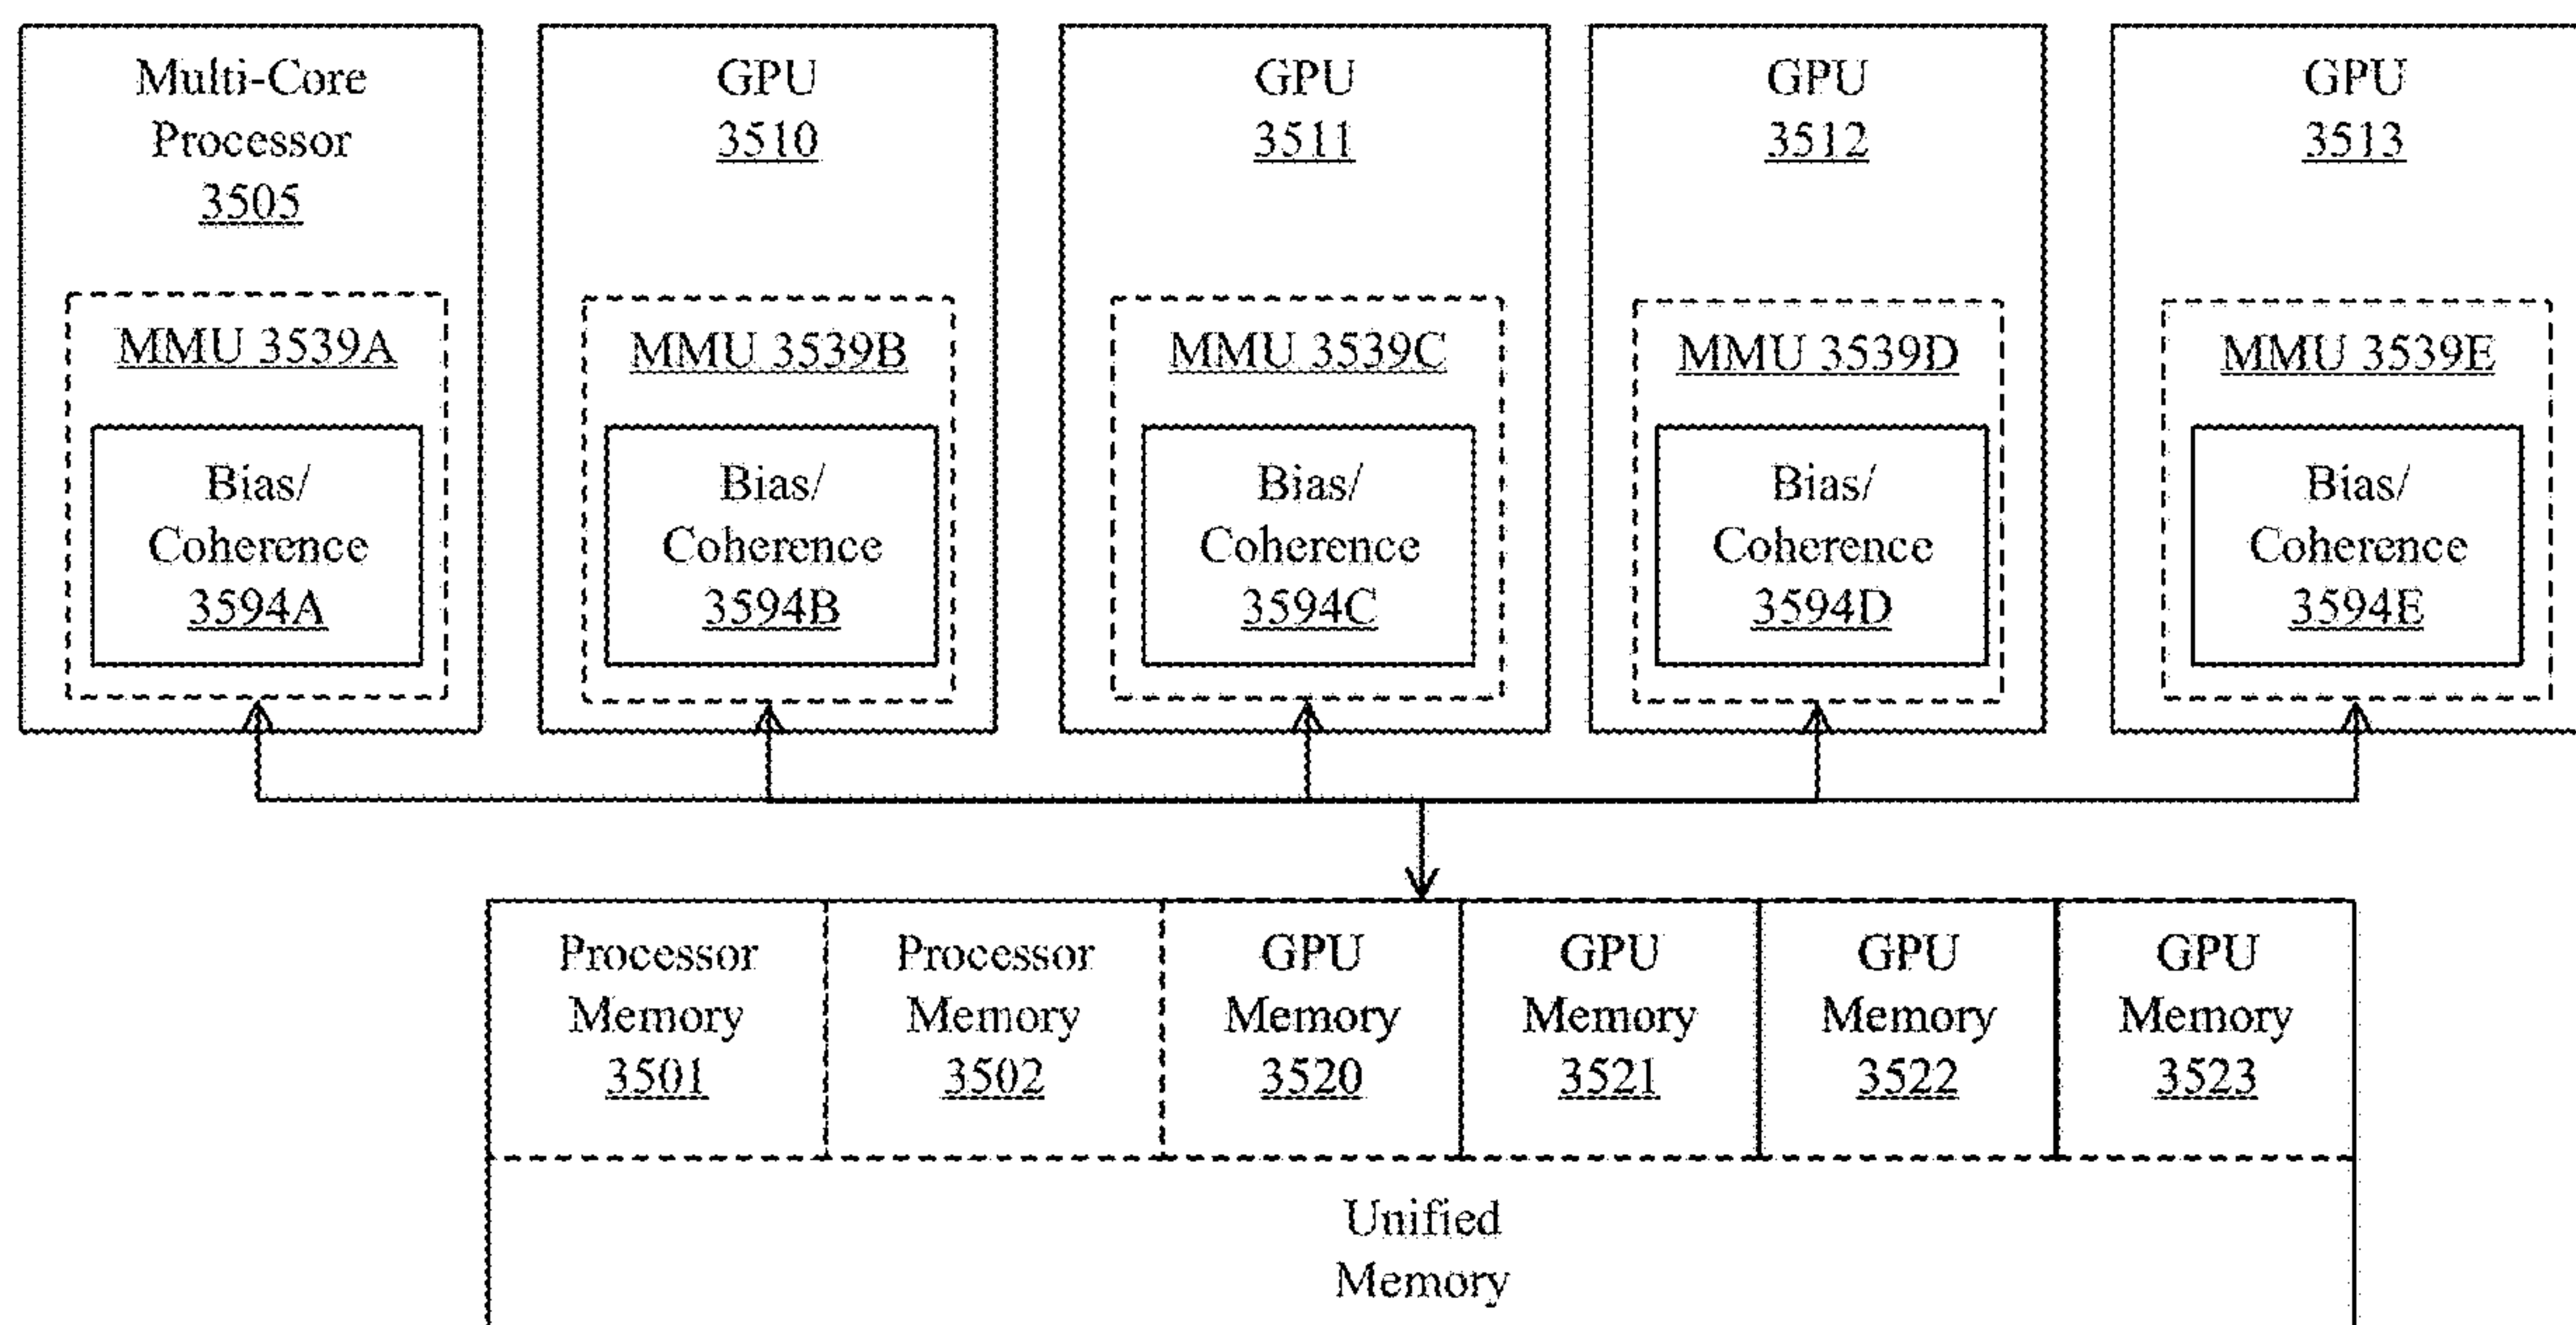 Multi-Core
Processor
3505
GPU
3510
GPU
3511
GPU
3512
GPU
3513
MMU 3539A
MMU 3539B
MMU 3539C
MMU 3539D
MMU 3539E
Bias/
Coherence
3594A
Bias/
Coherence
3594B
Bias/
Coherence
3594C
Bias/
Coherence
3594D
Bias/
Coherence
3594E
Processor
Memory
3501
Processor
Memory
3502
GPU
Memory
3520
GPU
Memory
3521
GPU
Memory
3522
GPU
Memory
3523
Unified
Memory